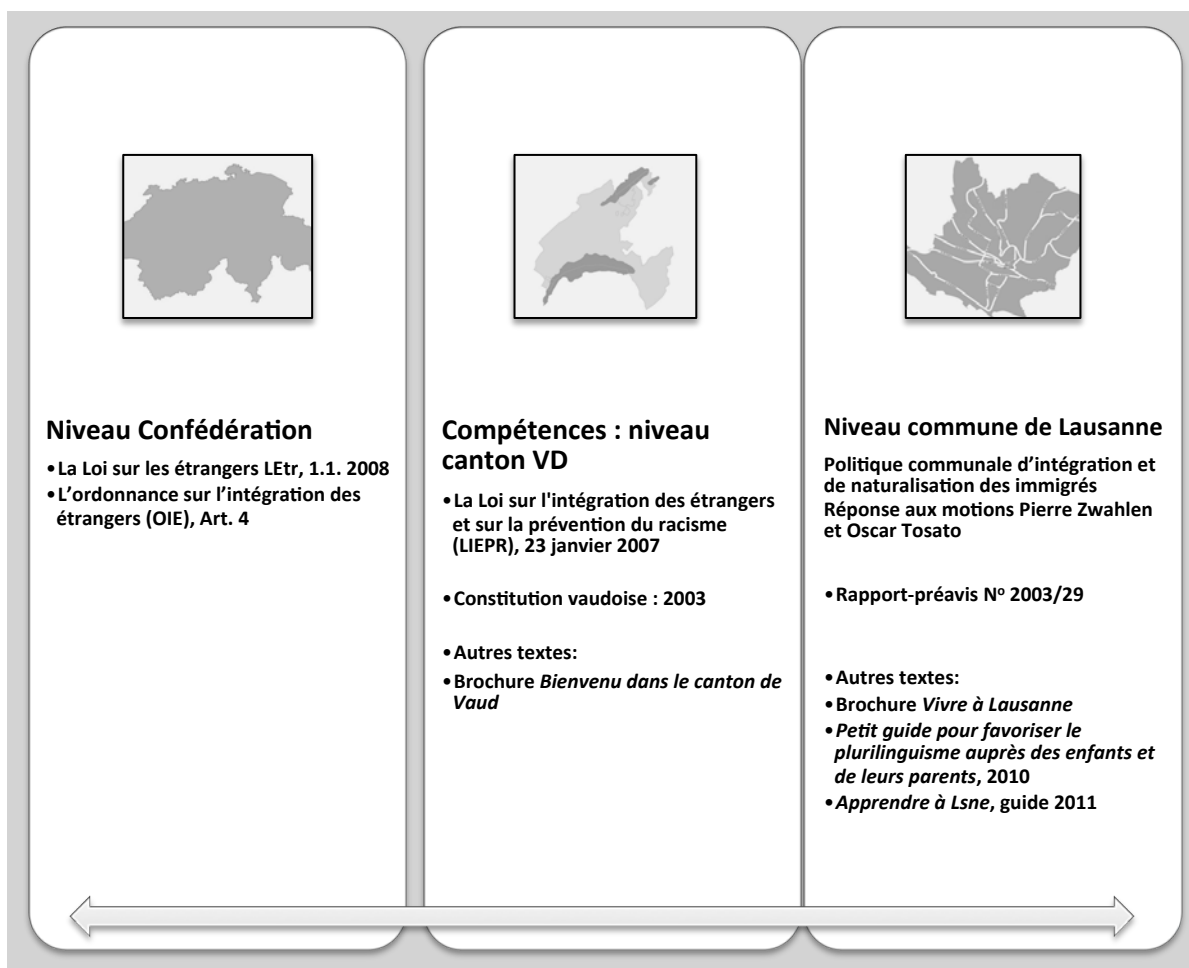 Niveau Confédération
•La Loi sur les étrangers LEtr, 1.1. 2008
•L’ordonnance sur l’intégration des
étrangers (OIE), Art. 4
Compétences : niveau
canton VD
•La Loi sur l'intégration des étrangers
et sur la prévention du racisme
(LIEPR), 23 janvier 2007
•Constitution vaudoise : 2003
•Autres textes:
•Brochure Bienvenu dans le canton de
Vaud
Niveau commune de Lausanne
Politique communale d’intégration et
de naturalisation des immigrés
Réponse aux motions Pierre Zwahlen
et Oscar Tosato
•Rapport-préavis Nº 2003/29
•Autres textes:
•Brochure Vivre à Lausanne
•Petit guide pour favoriser le
plurilinguisme auprès des enfants et
de leurs parents, 2010
•Apprendre à Lsne, guide 2011